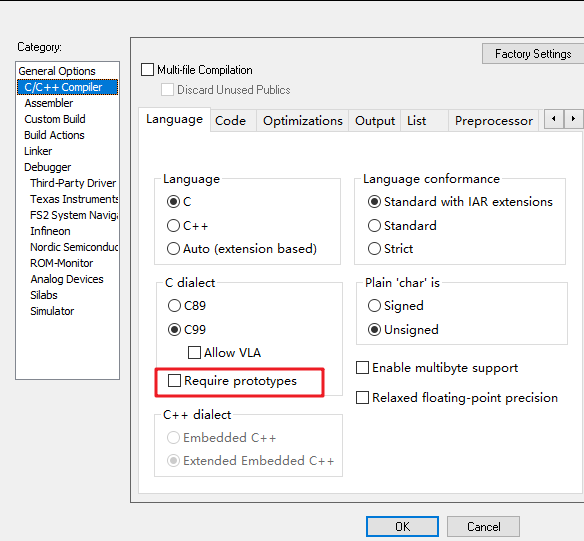 Category:
General Options
C/C++ Compiler
Assembler
Custom Build
Build Actions
Linker
Debugger
Third-Party Driver
Texas Instruments
FS2 System Naviga
Infineon
Nordic Semiconduc
ROM-Monitor
Analog Devices
Silabs
Simulator
Factory Settings
Multi-file Compilation
Discard Unused Publics
Language Code Optimizations Output List Preprocessor
Language
C
C++
Auto (extension based)
Language conformance
Standard with IAR extensions
Standard
Strict
C dialect
C89
C99
Allow VLA
Require prototypes
Plain 'char' is
Signed
Unsigned
Enable multibyte support
Relaxed floating-point precision
C++ dialect
Embedded C++
Extended Embedded C++
OK
Cancel